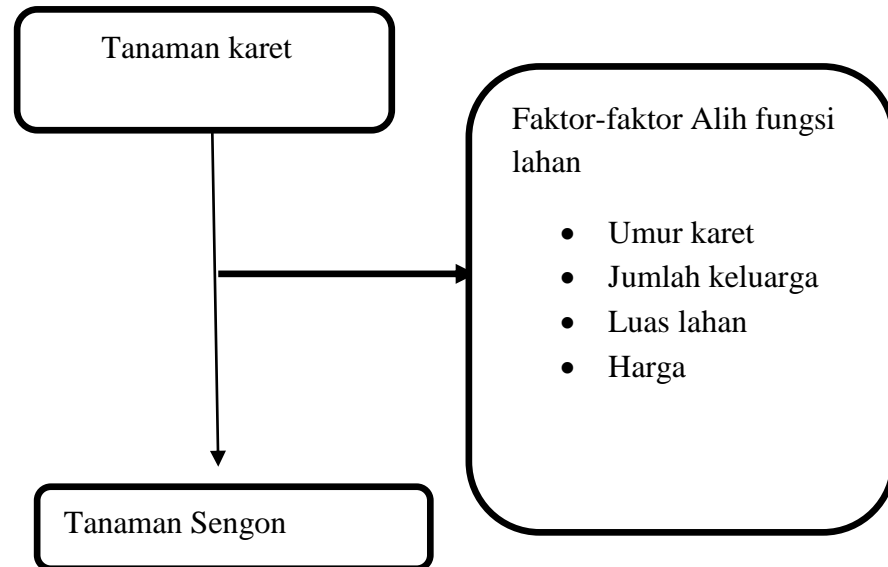 Tanaman karet
Faktor-faktor Alih fungsi
lahan
• Umur karet
• Jumlah keluarga
• Luas lahan
• Harga
Tanaman Sengon